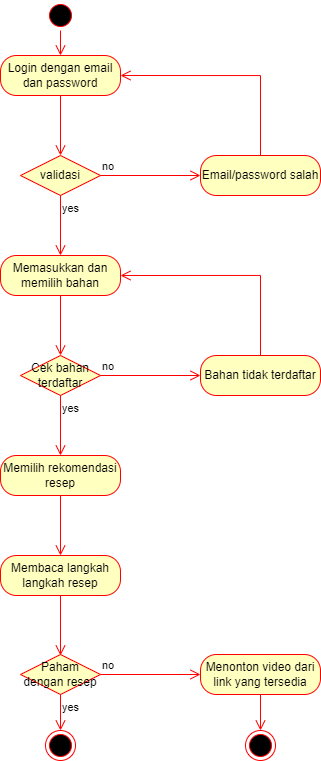 Login dengan email
dan password
validasi
no
Email/password salah
yes
Memasukkan dan
memilih bahan
Cek bahan
terdaftar
no
Bahan tidak terdaftar
yes
Memilih rekomendasi
resep
Membaca langkah
langkah resep
Paham
dengan resep
no
Menonton video dari
link yang tersedia
yes